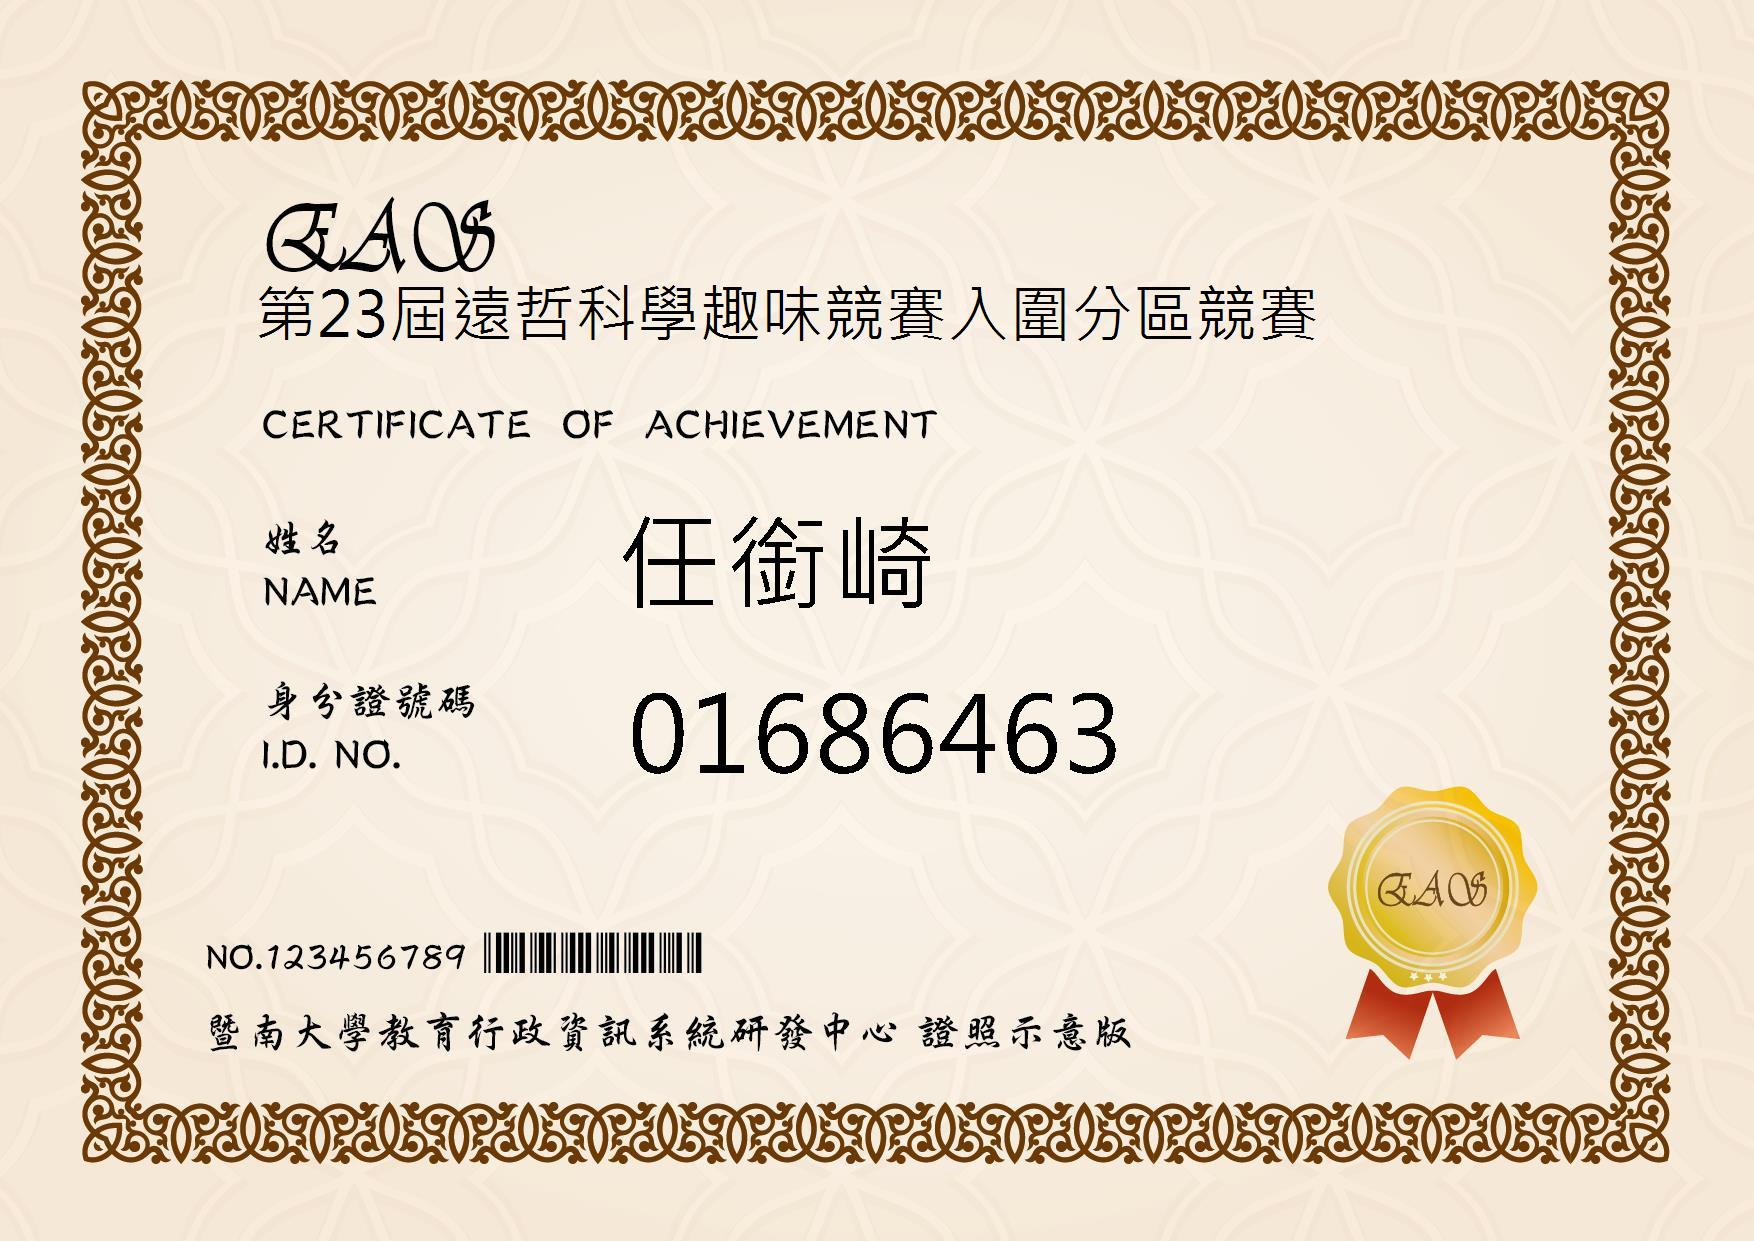 EAS
第23屆遠哲科學趣味競賽入圍分區競賽
CERTIFICATE OF ACHIEVEMENT
姓名
NAME
任銜崎
身分證號碼
I.D. NO.
01686463
EAS
NO.123456789
暨南大學教育行政資訊系統研發中心 證照示意版